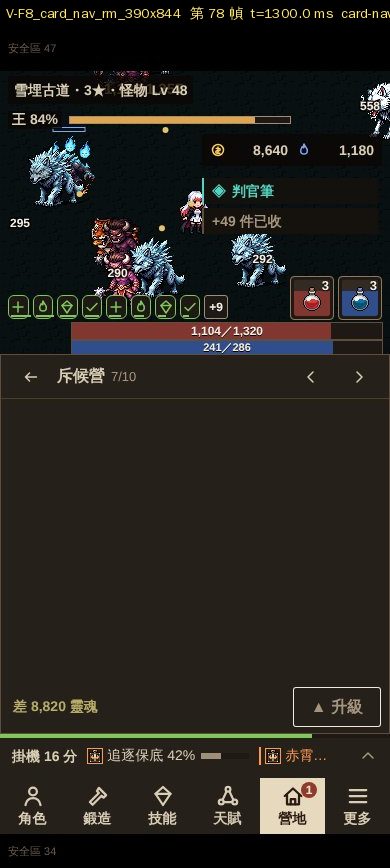 V-F8_card_nav_rm_390x844 第 78 幀 t=1300.0 ms card-nav
安全區 47
雪埋古道・3★・怪物 Lv 48
558
王 84%
8,640 1,180
◈ 判官筆
295
+49 件已收
292
290
3 3
+9
1,104／1,320
241／286
← 斥候營 7/10
差 8,820 靈魂
▲ 升級
掛機 16 分 追逐保底 42% 赤霄…
1
角色 鍛造 技能 天賦 營地 更多
安全區 34